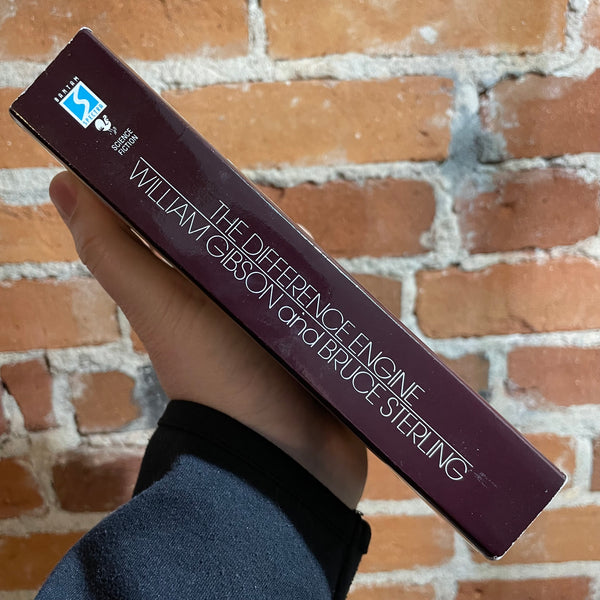 BANTAM
SPECTRA
SCIENCE
FICTION
THE DIFFERENCE ENGINE
WILLIAM GIBSON and BRUCE STERLING